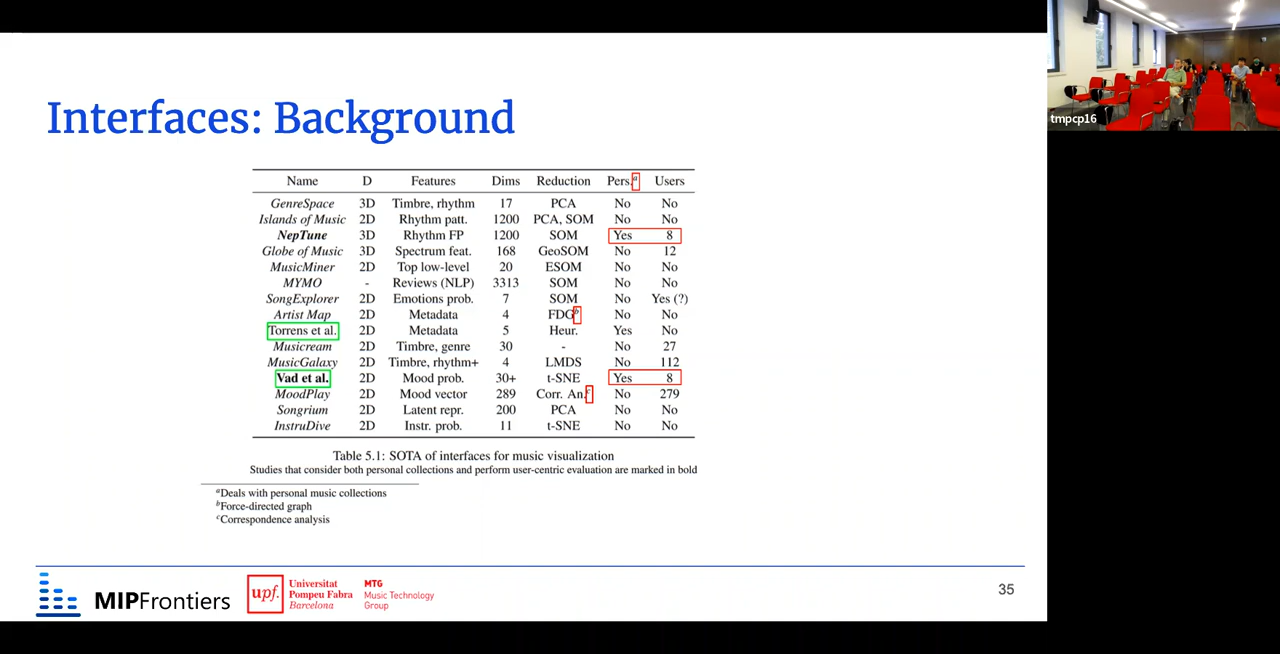 Interfaces: Background
Name D Features Dims Reduction Pers.a Users
GenreSpace 3D Timbre, rhythm 17 PCA No No
Islands of Music 2D Rhythm patt. 1200 PCA, SOM No No
NepTune 3D Rhythm FP 1200 SOM Yes 8
Globe of Music 3D Spectrum feat. 168 GeoSOM No 12
MusicMiner 2D Top low-level 20 ESOM No No
MYMO - Reviews (NLP) 3313 SOM No No
SongExplorer 2D Emotions prob. 7 SOM No Yes (?)
Artist Map 2D Metadata 4 FDGb No No
Torrens et al. 2D Metadata 5 Heur. Yes No
Musicream 2D Timbre, genre 30 - No 27
MusicGalaxy 2D Timbre, rhythm+ 4 LMDS No 112
Vad et al. 2D Mood prob. 30+ t-SNE Yes 8
MoodPlay 2D Mood vector 289 Corr. An.c No 279
Songrium 2D Latent repr. 200 PCA No No
InstruDive 2D Instr. prob. 11 t-SNE No No
Table 5.1: SOTA of interfaces for music visualization
Studies that consider both personal collections and perform user-centric evaluation are marked in bold
aDeals with personal music collections
bForce-directed graph
cCorrespondence analysis
MIPFrontiers
upf.
Universitat
Pompeu Fabra
Barcelona
MTG
Music Technology
Group
35
tmpcp16